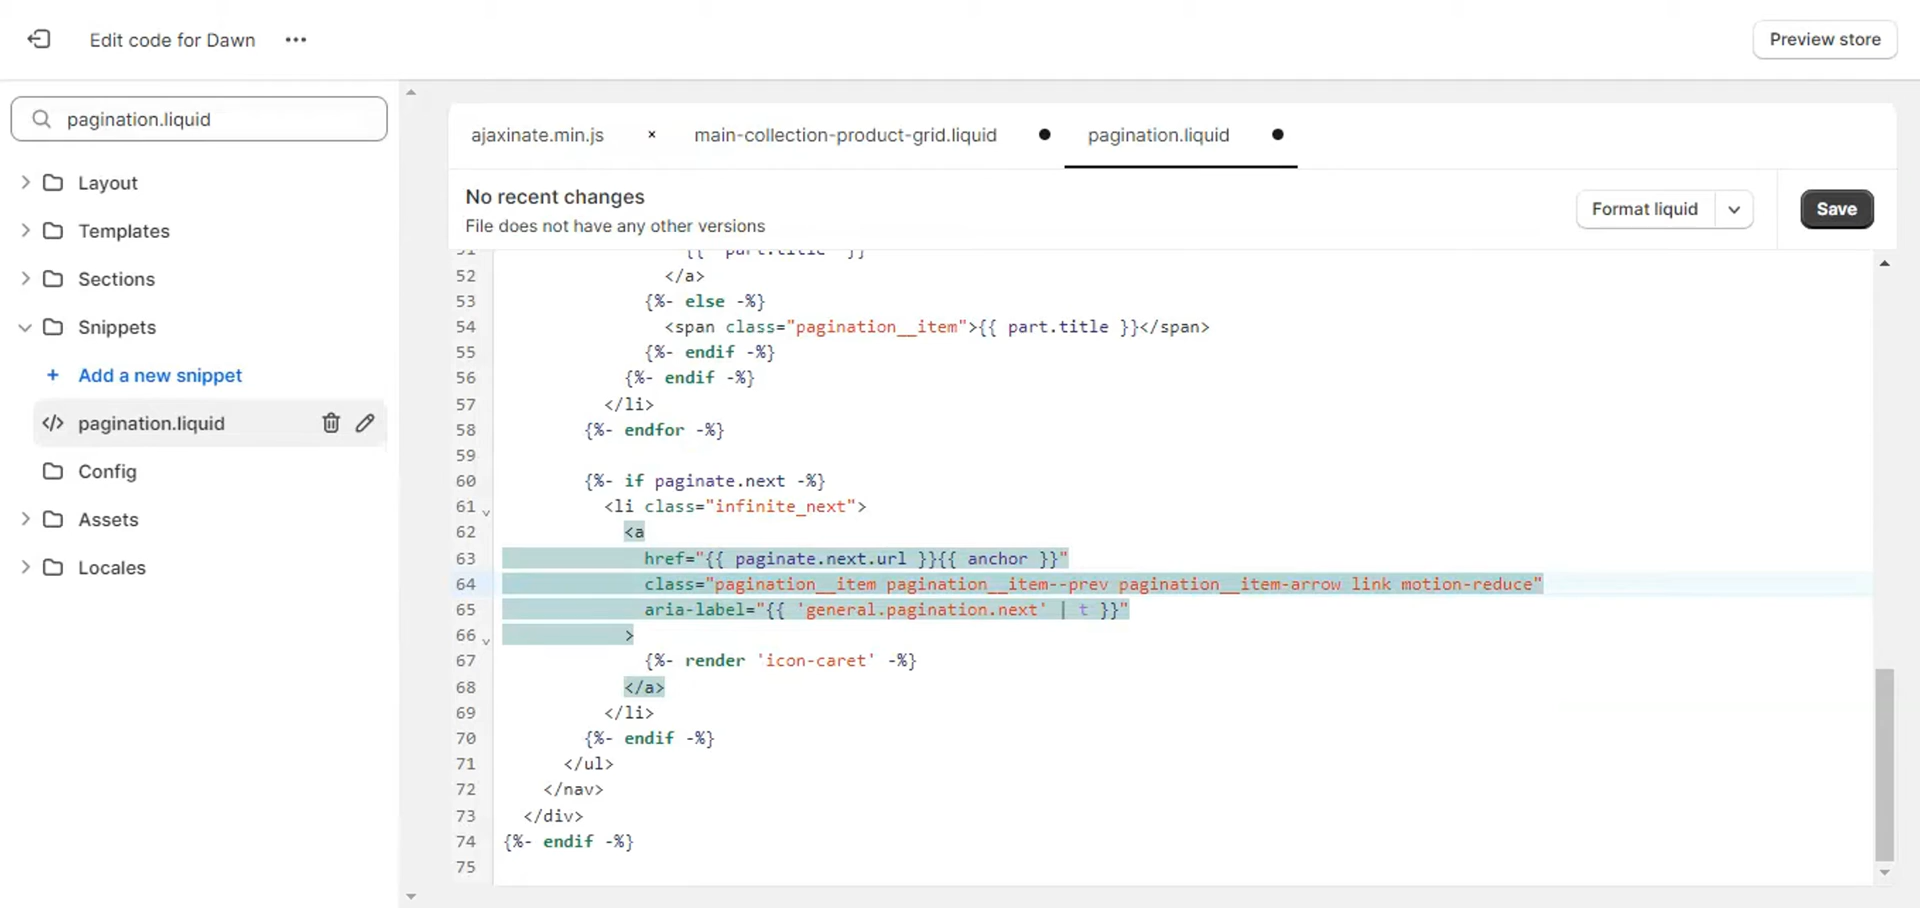 Edit code for Dawn
Preview store
pagination.liquid
Layout
Templates
Sections
Snippets
+ Add a new snippet
</> pagination.liquid
Config
Assets
Locales
ajaxinate.min.js × main-collection-product-grid.liquid ● pagination.liquid ●
No recent changes
File does not have any other versions
Format liquid
Save
51 {{ part.title }}
52 </a>
53 {%- else -%}
54 <span class="pagination__item">{{ part.title }}</span>
55 {%- endif -%}
56 {%- endif -%}
57 </li>
58 {%- endfor -%}
59
60 {%- if paginate.next -%}
61 <li class="infinite_next">
62 <a
63 href="{{ paginate.next.url }}{{ anchor }}"
64 class="pagination__item pagination__item--prev pagination__item-arrow link motion-reduce"
65 aria-label="{{ 'general.pagination.next' | t }}"
66 >
67 {%- render 'icon-caret' -%}
68 </a>
69 </li>
70 {%- endif -%}
71 </ul>
72 </nav>
73 </div>
74 {%- endif -%}
75